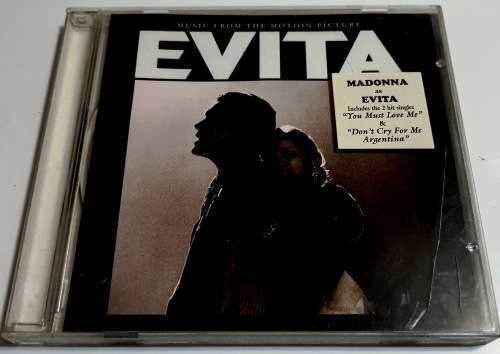 MUSIC FROM THE MOTION PICTURE
EVITA
MADONNA
as
EVITA
Includes the 2 hit singles
"You Must Love Me"
&
"Don't Cry For Me
Argentina"